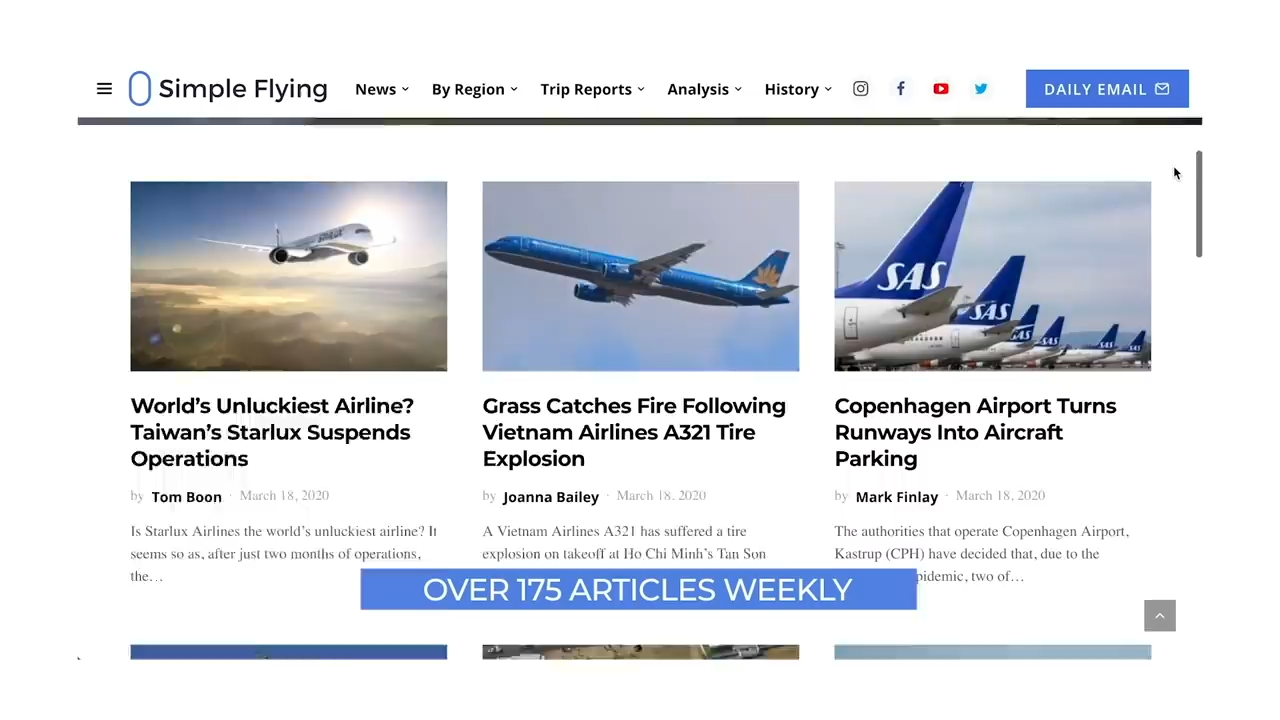 Simple Flying
News
By Region
Trip Reports
Analysis
History
DAILY EMAIL
SAS
SAS
World's Unluckiest Airline?
Taiwan's Starlux Suspends
Operations
by Tom Boon · March 18, 2020
Is Starlux Airlines the world's unluckiest airline? It
seems so as, after just two months of operations,
the…
Grass Catches Fire Following
Vietnam Airlines A321 Tire
Explosion
by Joanna Bailey · March 18, 2020
A Vietnam Airlines A321 has suffered a tire
explosion on takeoff at Ho Chi Minh's Tan Son
Copenhagen Airport Turns
Runways Into Aircraft
Parking
by Mark Finlay · March 18, 2020
The authorities that operate Copenhagen Airport,
Kastrup (CPH) have decided that, due to the
pidemic, two of…
OVER 175 ARTICLES WEEKLY